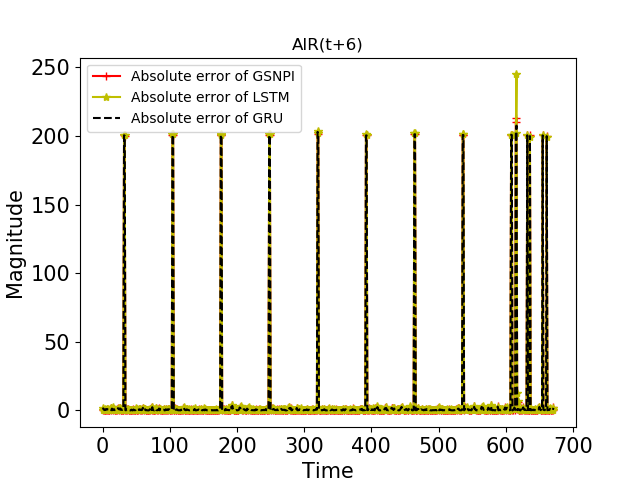 AIR(t+6)
Absolute error of GSNPI
Absolute error of LSTM
Absolute error of GRU
250
200
150
100
50
0
Magnitude
0 100 200 300 400 500 600 700
Time